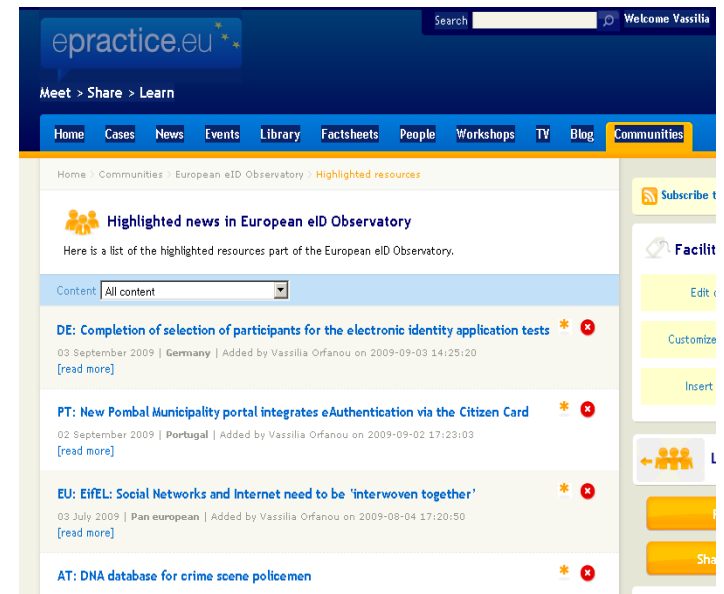 Search
Welcome Vassilia
epractice.eu
Meet > Share > Learn
Home Cases News Events Library Factsheets People Workshops TV Blog Communities
Home > Communities > European eID Observatory > Highlighted resources
Subscribe t
Highlighted news in European eID Observatory
Here is a list of the highlighted resources part of the European eID Observatory.
Facilit
Content All content
Edit
DE: Completion of selection of participants for the electronic identity application tests
03 September 2009 | Germany | Added by Vassilia Orfanou on 2009-09-03 14:25:20
[read more]
Customize
Insert
PT: New Pombal Municipality portal integrates eAuthentication via the Citizen Card
02 September 2009 | Portugal | Added by Vassilia Orfanou on 2009-09-02 17:23:03
[read more]
L
EU: EifEL: Social Networks and Internet need to be 'interwoven together'
03 July 2009 | Pan european | Added by Vassilia Orfanou on 2009-08-04 17:20:50
[read more]
Sha
AT: DNA database for crime scene policemen